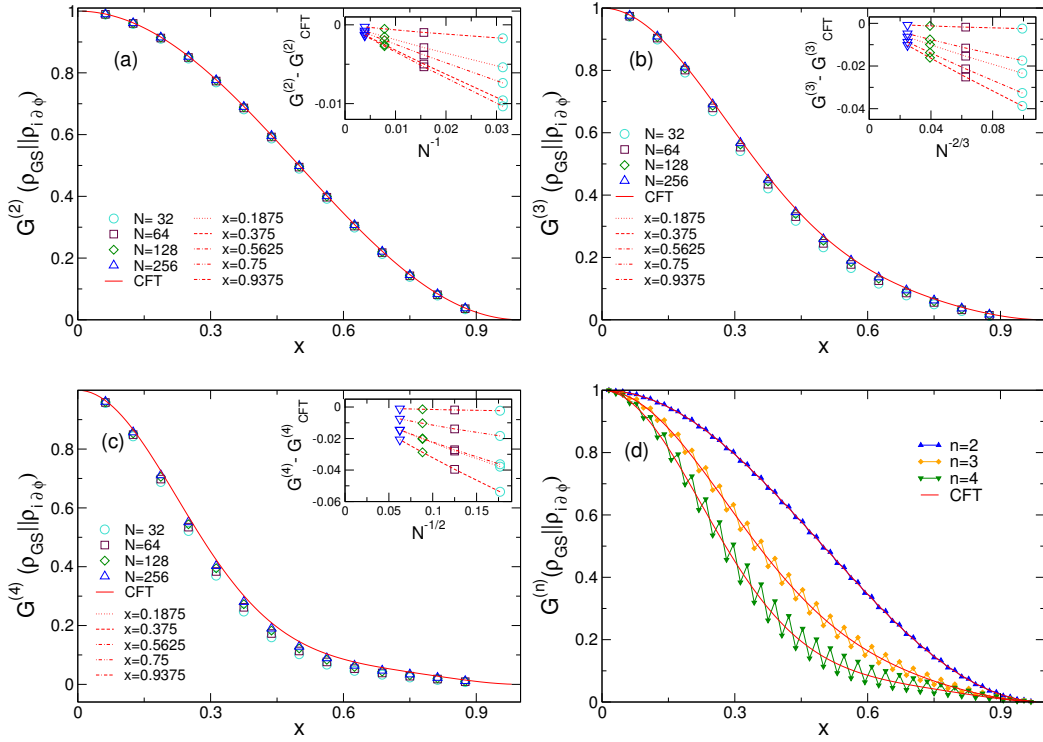 (a)
G^(2) (ρ_GS||ρ_i∂ϕ)
1
0.8
0.6
0.4
0.2
0
0 0.3 0.6 0.9
x
N= 32
N=64
N=128
N=256
CFT
x=0.1875
x=0.375
x=0.5625
x=0.75
x=0.9375
G^(2)- G^(2)_CFT
0
-0.01
0 0.01 0.02 0.03
N^-1
(b)
G^(3) (ρ_GS||ρ_i∂ϕ)
1
0.8
0.6
0.4
0.2
0
0 0.3 0.6 0.9
x
N= 32
N=64
N=128
N=256
CFT
x=0.1875
x=0.375
x=0.5625
x=0.75
x=0.9375
G^(3)- G^(3)_CFT
0
-0.02
-0.04
0 0.04 0.08
N^-2/3
(c)
G^(4) (ρ_GS||ρ_i∂ϕ)
0.8
0.6
0.4
0.2
0
0 0.3 0.6 0.9
x
N= 32
N=64
N=128
N=256
CFT
x=0.1875
x=0.375
x=0.5625
x=0.75
x=0.9375
G^(4)- G^(4)_CFT
0
-0.02
-0.04
-0.06
0 0.05 0.10 0.15
N^-1/2
(d)
G^(n)(ρ_GS||ρ_i∂ϕ)
1
0.8
0.6
0.4
0.2
0
0 0.3 0.6 0.9
x
n=2
n=3
n=4
CFT